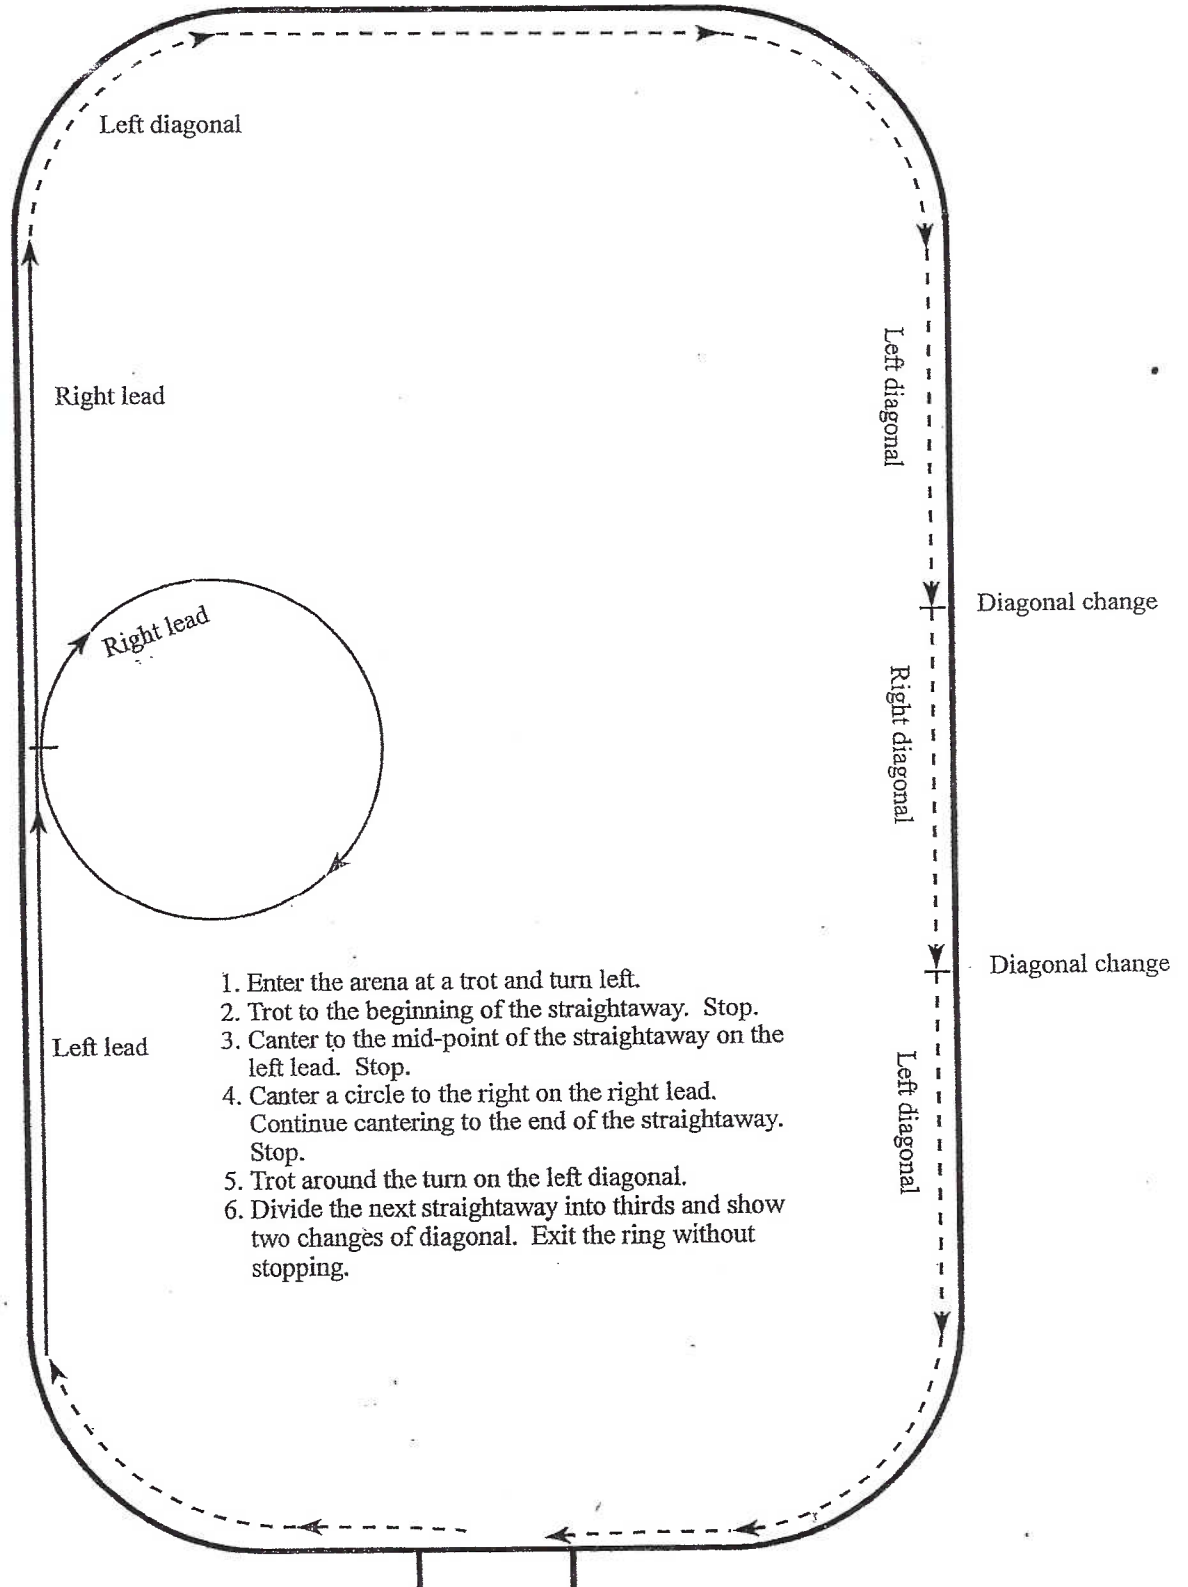 Left diagonal
Right lead
Left diagonal
Right lead
Diagonal change
Right diagonal
Diagonal change
Left lead
Left diagonal
1. Enter the arena at a trot and turn left.
2. Trot to the beginning of the straightaway.  Stop.
3. Canter to the mid-point of the straightaway on the
left lead.  Stop.
4. Canter a circle to the right on the right lead.
Continue cantering to the end of the straightaway.
Stop.
5. Trot around the turn on the left diagonal.
6. Divide the next straightaway into thirds and show
two changes of diagonal.  Exit the ring without
stopping.